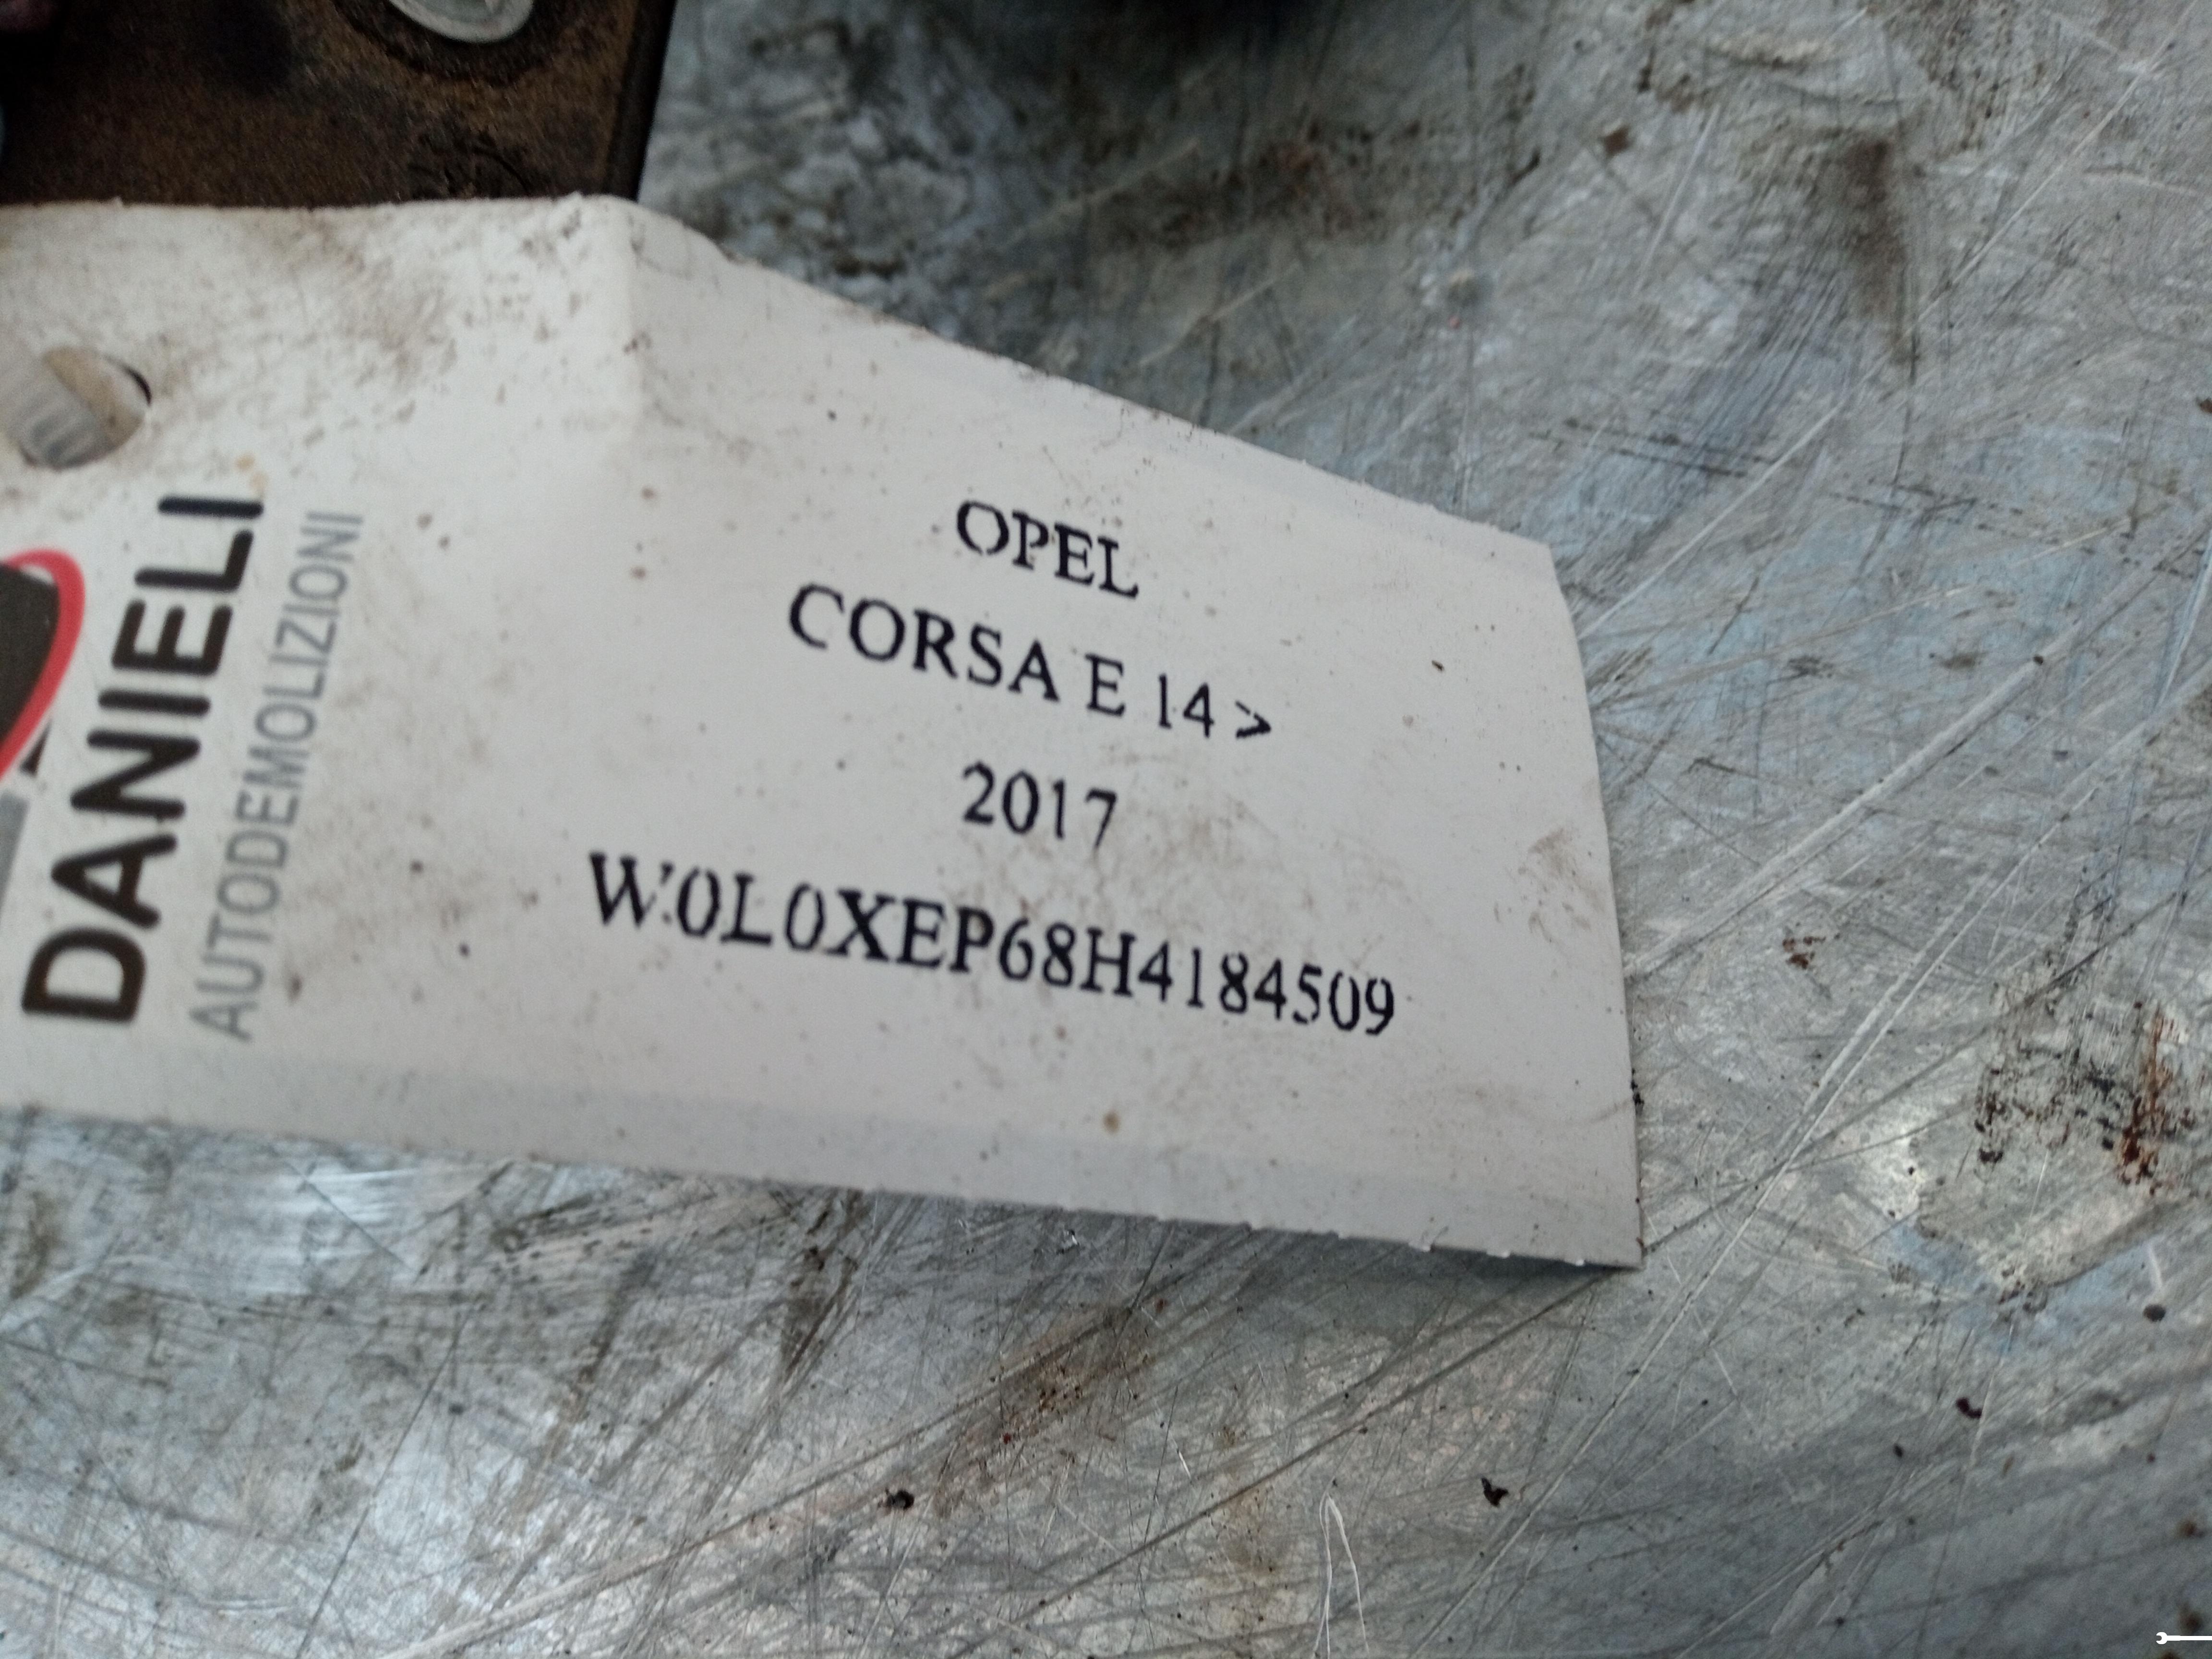 DANIELI
AUTODEMOLIZIONI
OPEL
CORSA E 14 >
2017
W0L0XEP68H4184509